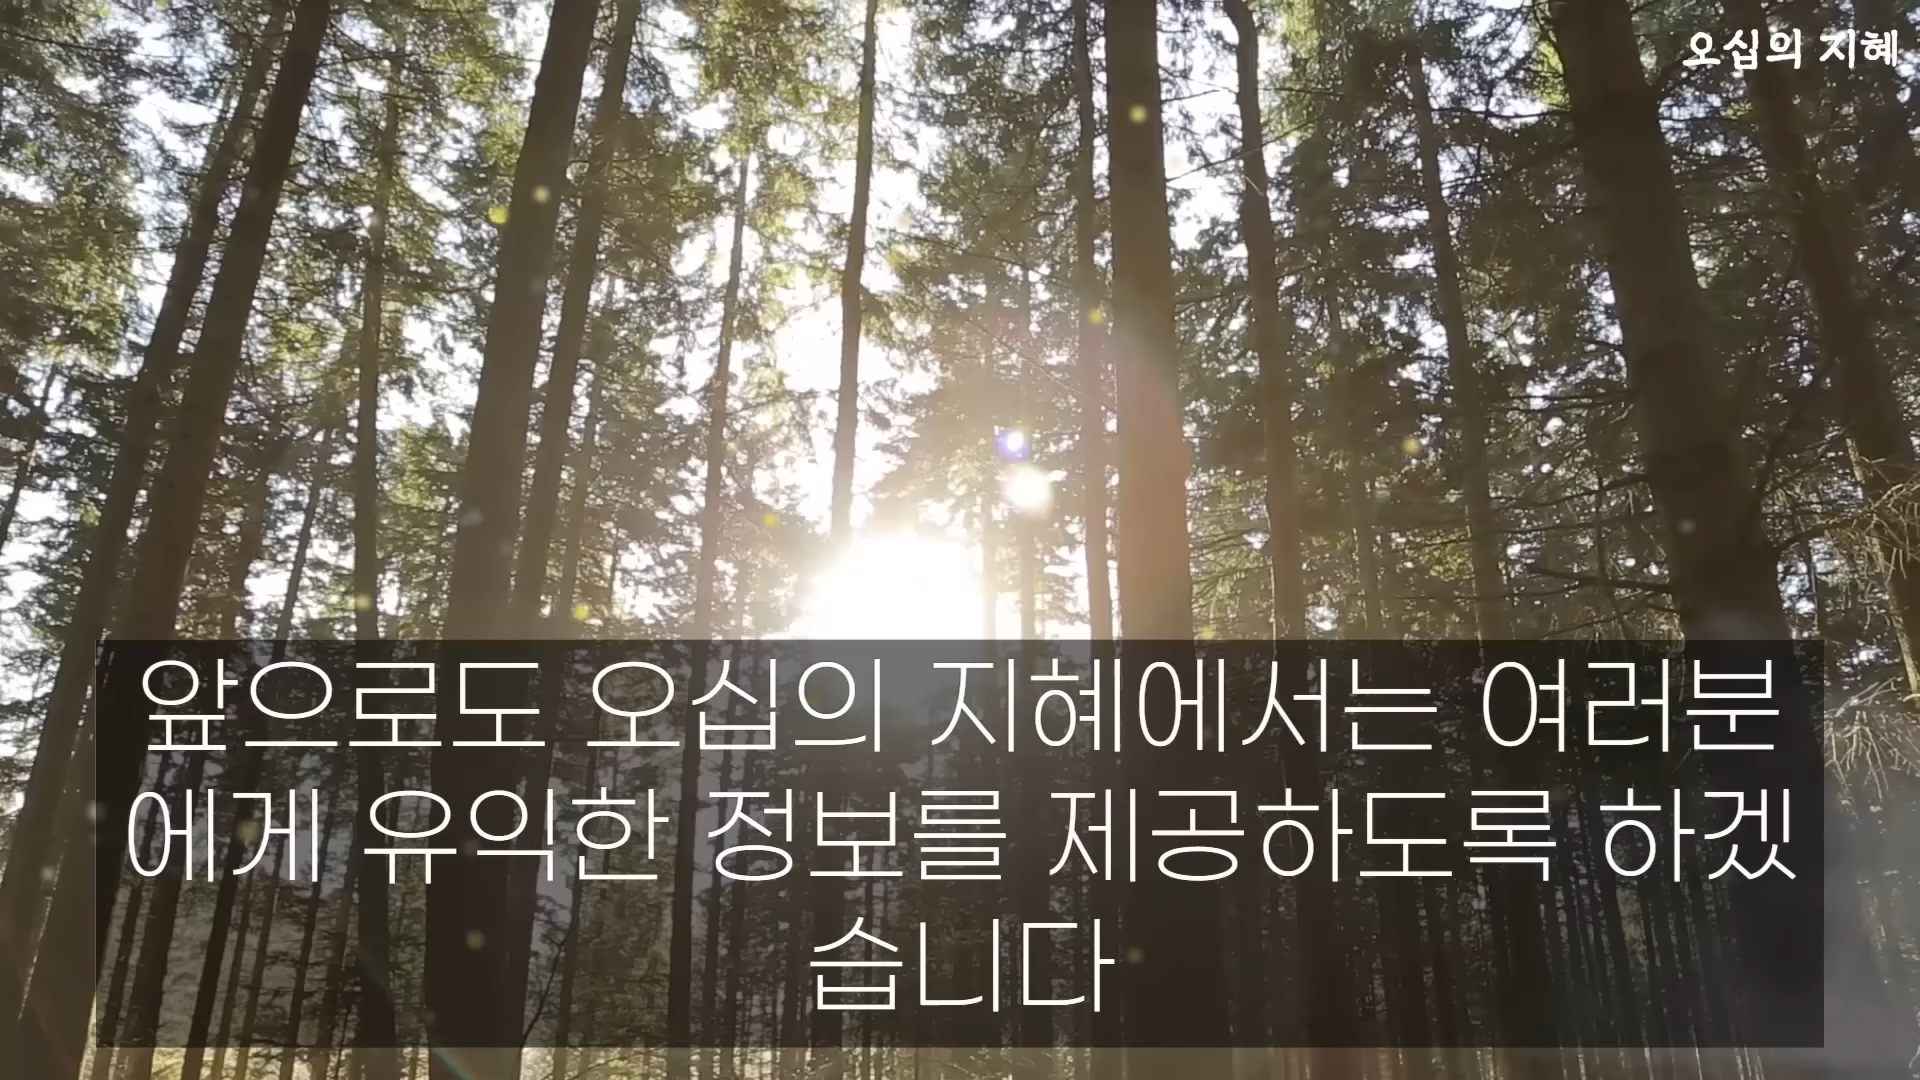 오십의 지혜
앞으로도 오십의 지혜에서는 여러분
에게 유익한 정보를 제공하도록 하겠
습니다